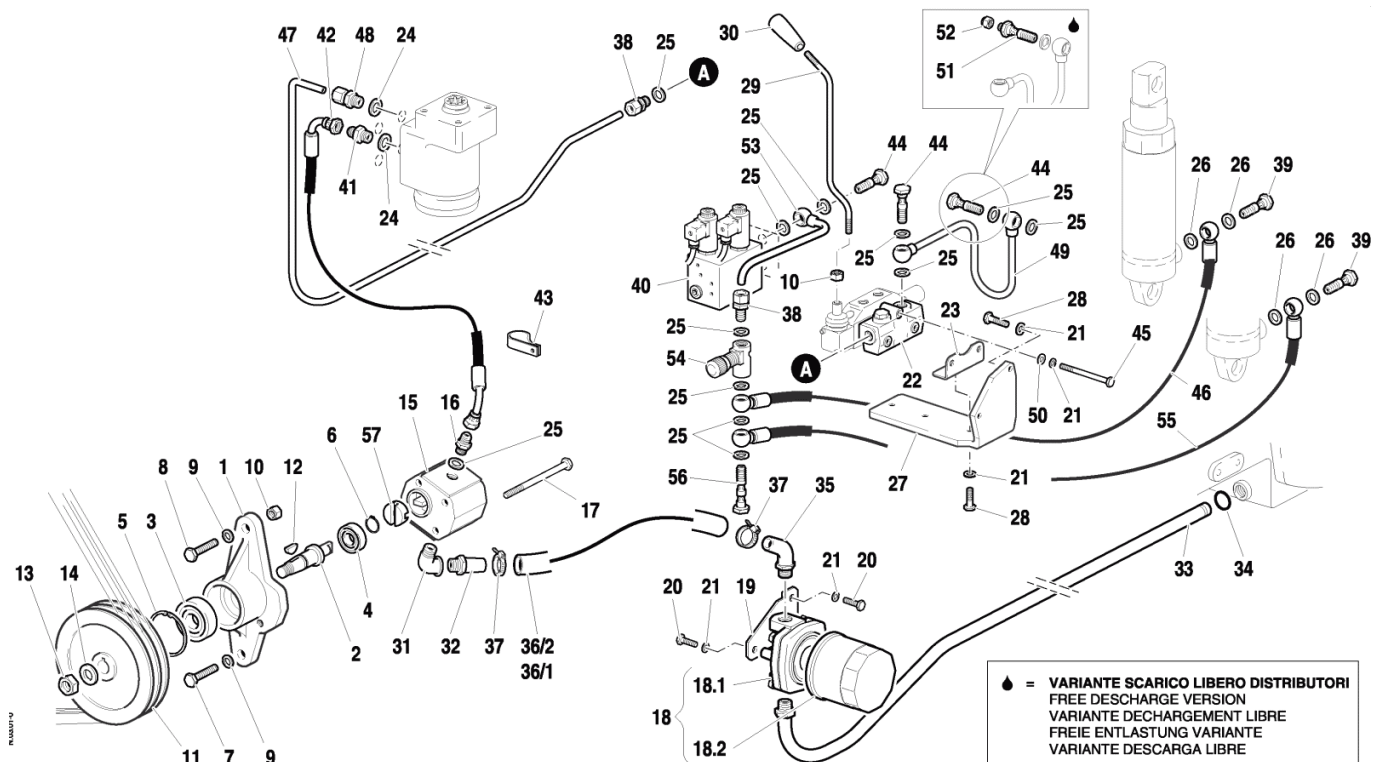 47 42 48 24 38 25 A 30 52
51
29
25 44 44 44 26 26 39
53
25 25
41 25 26 26 39
24
25 25 49
40 10 23 28
43 38 21 45
25
54 A 22 50 21 46
15 16 25 25 55
6 57 25 27 21
8 9 1 10 12 56 37 35 28
5 3 17
13 14 33 34
4 21 20
2 31 32 37 36/2 20 21 19
36/1
18.1
18
18.2
11 7 9
= VARIANTE SCARICO LIBERO DISTRIBUTORI
FREE DISCHARGE VERSION
VARIANTE DECHARGEMENT LIBRE
FREIE ENTLASTUNG VARIANTE
VARIANTE DESCARGA LIBRE